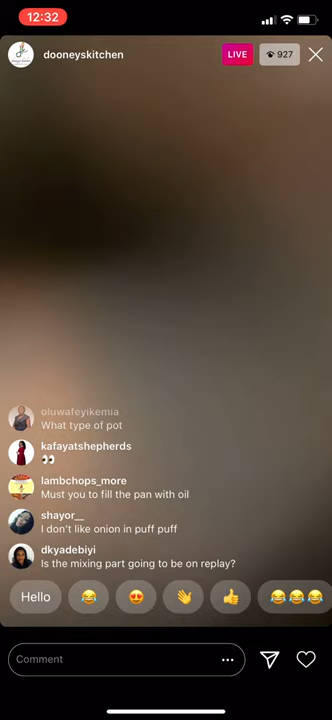 12:32
dooneyskitchen
LIVE
927
oluwafeyikemia
What type of pot
kafayatshepherds
👀
lambchops_more
Must you to fill the pan with oil
shayor__
I don't like onion in puff puff
dkyadebiyi
Is the mixing part going to be on replay?
Hello 😂 😍 👋 👍 😂😂😂
Comment